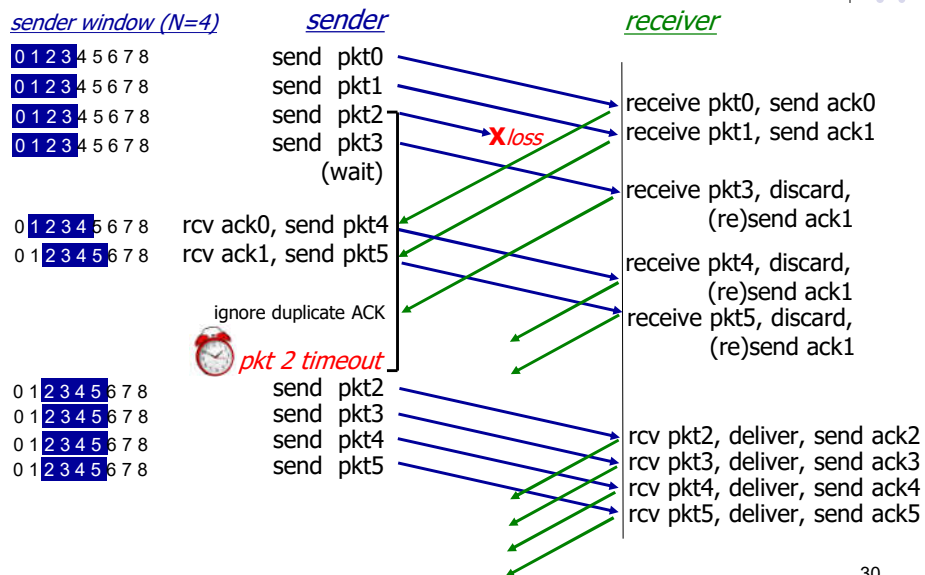 sender window (N=4) sender receiver
0 1 2 3 4 5 6 7 8 send pkt0
0 1 2 3 4 5 6 7 8 send pkt1
0 1 2 3 4 5 6 7 8 send pkt2
0 1 2 3 4 5 6 7 8 send pkt3
(wait)
X loss
receive pkt0, send ack0
receive pkt1, send ack1
receive pkt3, discard,
(re)send ack1
0 1 2 3 4 5 6 7 8 rcv ack0, send pkt4
0 1 2 3 4 5 6 7 8 rcv ack1, send pkt5
receive pkt4, discard,
(re)send ack1
receive pkt5, discard,
(re)send ack1
ignore duplicate ACK
pkt 2 timeout
0 1 2 3 4 5 6 7 8 send pkt2
0 1 2 3 4 5 6 7 8 send pkt3
0 1 2 3 4 5 6 7 8 send pkt4
0 1 2 3 4 5 6 7 8 send pkt5
rcv pkt2, deliver, send ack2
rcv pkt3, deliver, send ack3
rcv pkt4, deliver, send ack4
rcv pkt5, deliver, send ack5
30